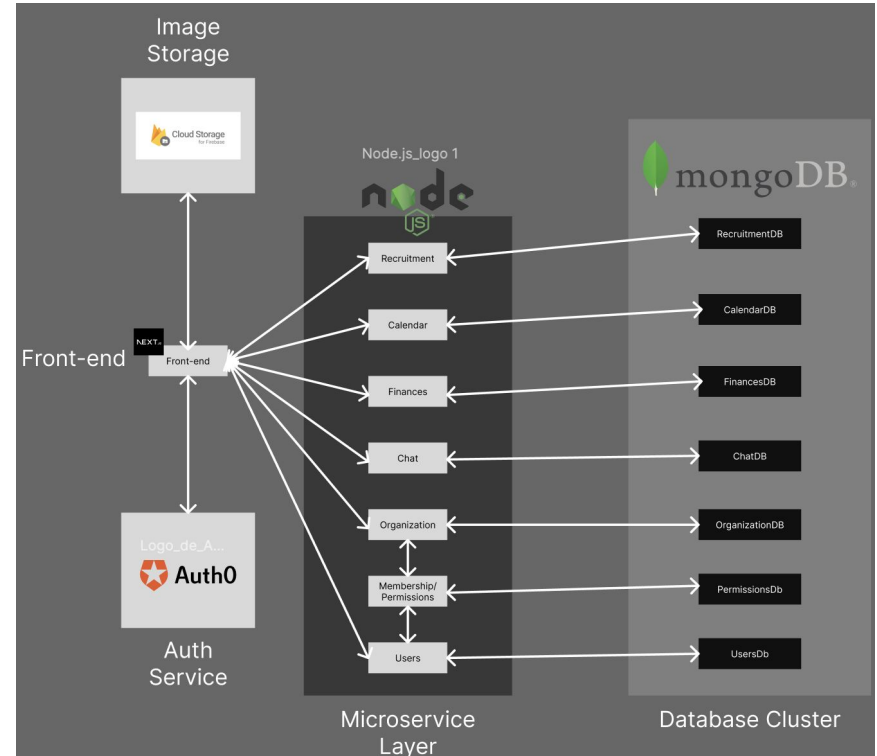 Image
Storage
Cloud Storage
for Firebase
Node.js_logo 1
node
JS
mongoDB.
Recruitment
RecruitmentDB
Calendar
CalendarDB
NEXT.js
Front-end
Front-end
Finances
FinancesDB
Chat
ChatDB
Logo_de_A...
Auth0
Organization
OrganizationDB
Membership/
Permissions
PermissionsDb
Users
UsersDb
Auth
Service
Microservice
Layer
Database Cluster